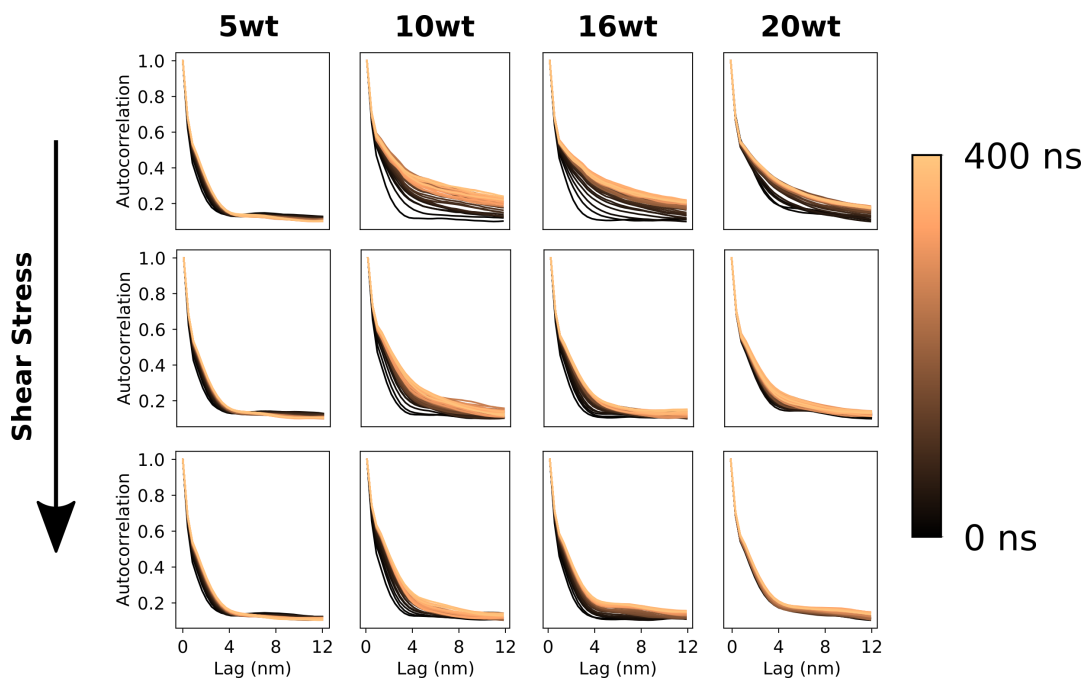 5wt 10wt 16wt 20wt
Shear Stress
1.0
0.8
0.6
0.4
0.2
Autocorrelation
1.0
0.8
0.6
0.4
0.2
Autocorrelation
1.0
0.8
0.6
0.4
0.2
Autocorrelation
0 4 8 12 0 4 8 12 0 4 8 12 0 4 8 12
Lag (nm) Lag (nm) Lag (nm) Lag (nm)
400 ns
0 ns